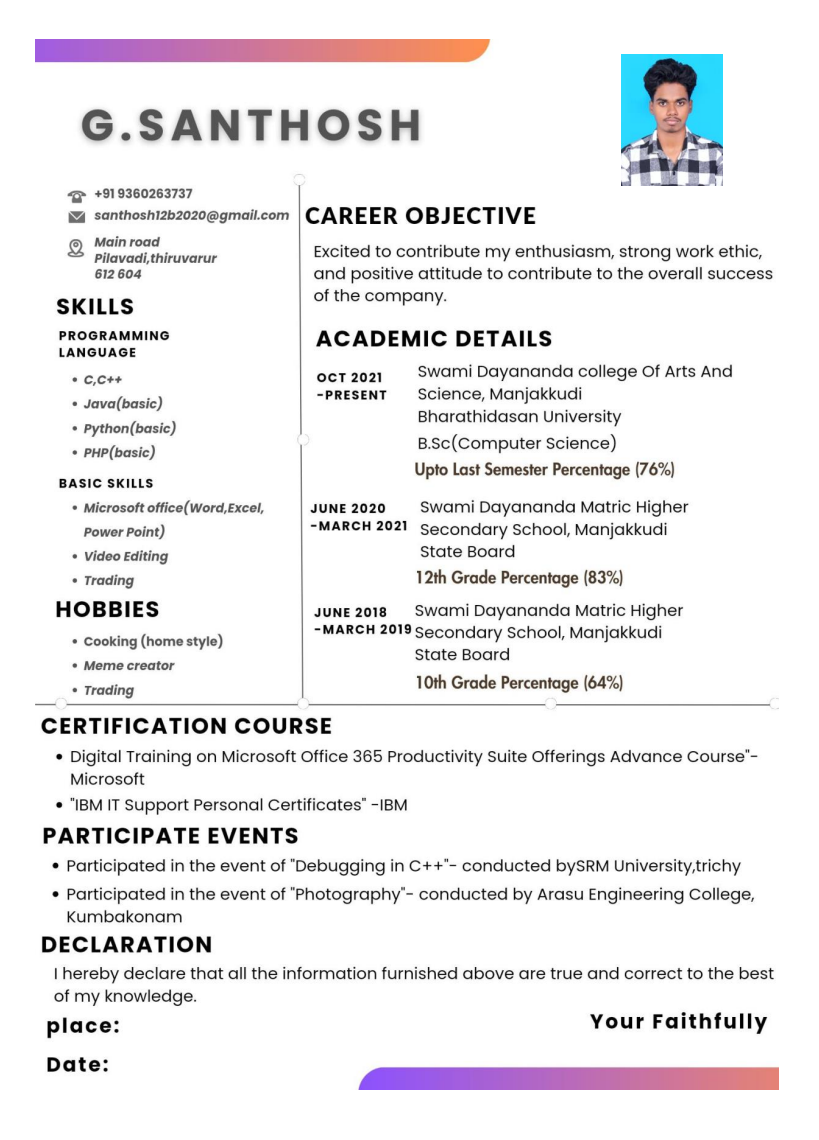 G.SANTHOSH
+91 9360263737
santhosh12b2020@gmail.com
Main road
Pilavadi,thiruvarur
612 604
SKILLS
PROGRAMMING
LANGUAGE
• C,C++
• Java(basic)
• Python(basic)
• PHP(basic)
BASIC SKILLS
• Microsoft office(Word,Excel,
Power Point)
• Video Editing
• Trading
HOBBIES
• Cooking (home style)
• Meme creator
• Trading
CAREER OBJECTIVE
Excited to contribute my enthusiasm, strong work ethic,
and positive attitude to contribute to the overall success
of the company.
ACADEMIC DETAILS
OCT 2021
-PRESENT
Swami Dayananda college Of Arts And
Science, Manjakkudi
Bharathidasan University
B.Sc(Computer Science)
Upto Last Semester Percentage (76%)
JUNE 2020
-MARCH 2021
Swami Dayananda Matric Higher
Secondary School, Manjakkudi
State Board
12th Grade Percentage (83%)
JUNE 2018
-MARCH 2019
Swami Dayananda Matric Higher
Secondary School, Manjakkudi
State Board
10th Grade Percentage (64%)
CERTIFICATION COURSE
• Digital Training on Microsoft Office 365 Productivity Suite Offerings Advance Course"-
Microsoft
• "IBM IT Support Personal Certificates" -IBM
PARTICIPATE EVENTS
• Participated in the event of "Debugging in C++"- conducted bySRM University,trichy
• Participated in the event of "Photography"- conducted by Arasu Engineering College,
Kumbakonam
DECLARATION
I hereby declare that all the information furnished above are true and correct to the best
of my knowledge.
place:
Your Faithfully
Date: